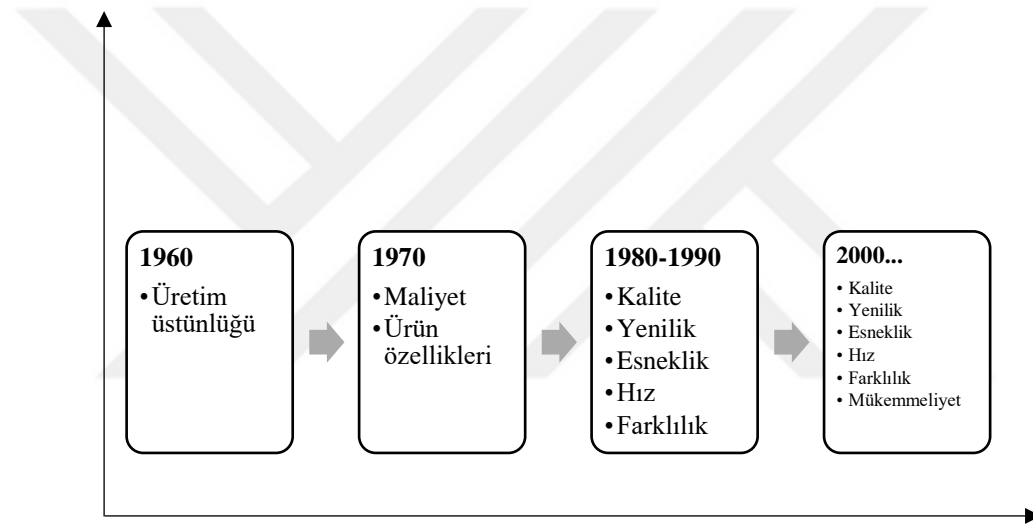 1960
•Üretim
üstünlüğü
1970
•Maliyet
•Ürün
özellikleri
1980-1990
•Kalite
•Yenilik
•Esneklik
•Hız
•Farklılık
2000...
• Kalite
• Yenilik
• Esneklik
• Hız
• Farklılık
• Mükemmeliyet